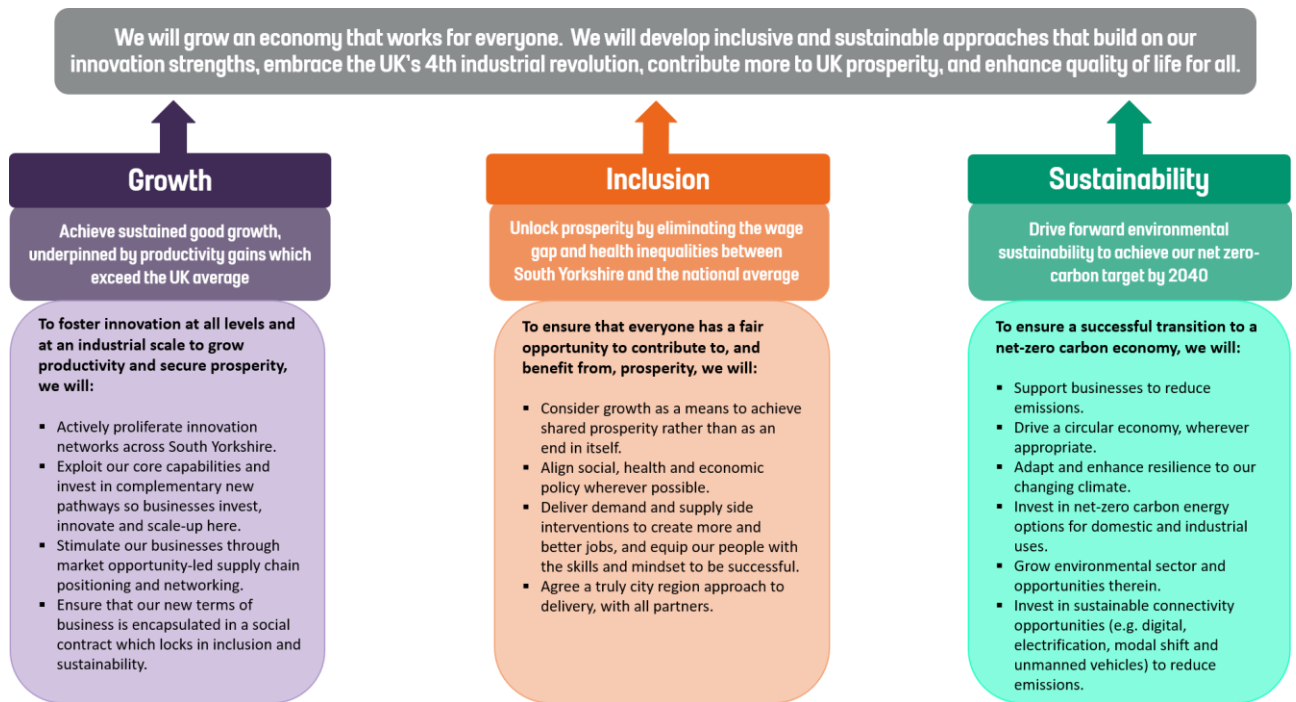 We will grow an economy that works for everyone. We will develop inclusive and sustainable approaches that build on our
innovation strengths, embrace the UK's 4th industrial revolution, contribute more to UK prosperity, and enhance quality of life for all.
Growth
Achieve sustained good growth,
underpinned by productivity gains which
exceed the UK average
To foster innovation at all levels and
at an industrial scale to grow
productivity and secure prosperity,
we will:
▪ Actively proliferate innovation
networks across South Yorkshire.
▪ Exploit our core capabilities and
invest in complementary new
pathways so businesses invest,
innovate and scale-up here.
▪ Stimulate our businesses through
market opportunity-led supply chain
positioning and networking.
▪ Ensure that our new terms of
business is encapsulated in a social
contract which locks in inclusion and
sustainability.
Inclusion
Unlock prosperity by eliminating the wage
gap and health inequalities between
South Yorkshire and the national average
To ensure that everyone has a fair
opportunity to contribute to, and
benefit from, prosperity, we will:
▪ Consider growth as a means to achieve
shared prosperity rather than as an
end in itself.
▪ Align social, health and economic
policy wherever possible.
▪ Deliver demand and supply side
interventions to create more and
better jobs, and equip our people with
the skills and mindset to be successful.
▪ Agree a truly city region approach to
delivery, with all partners.
Sustainability
Drive forward environmental
sustainability to achieve our net zero-
carbon target by 2040
To ensure a successful transition to a
net-zero carbon economy, we will:
▪ Support businesses to reduce
emissions.
▪ Drive a circular economy, wherever
appropriate.
▪ Adapt and enhance resilience to our
changing climate.
▪ Invest in net-zero carbon energy
options for domestic and industrial
uses.
▪ Grow environmental sector and
opportunities therein.
▪ Invest in sustainable connectivity
opportunities (e.g. digital,
electrification, modal shift and
unmanned vehicles) to reduce
emissions.